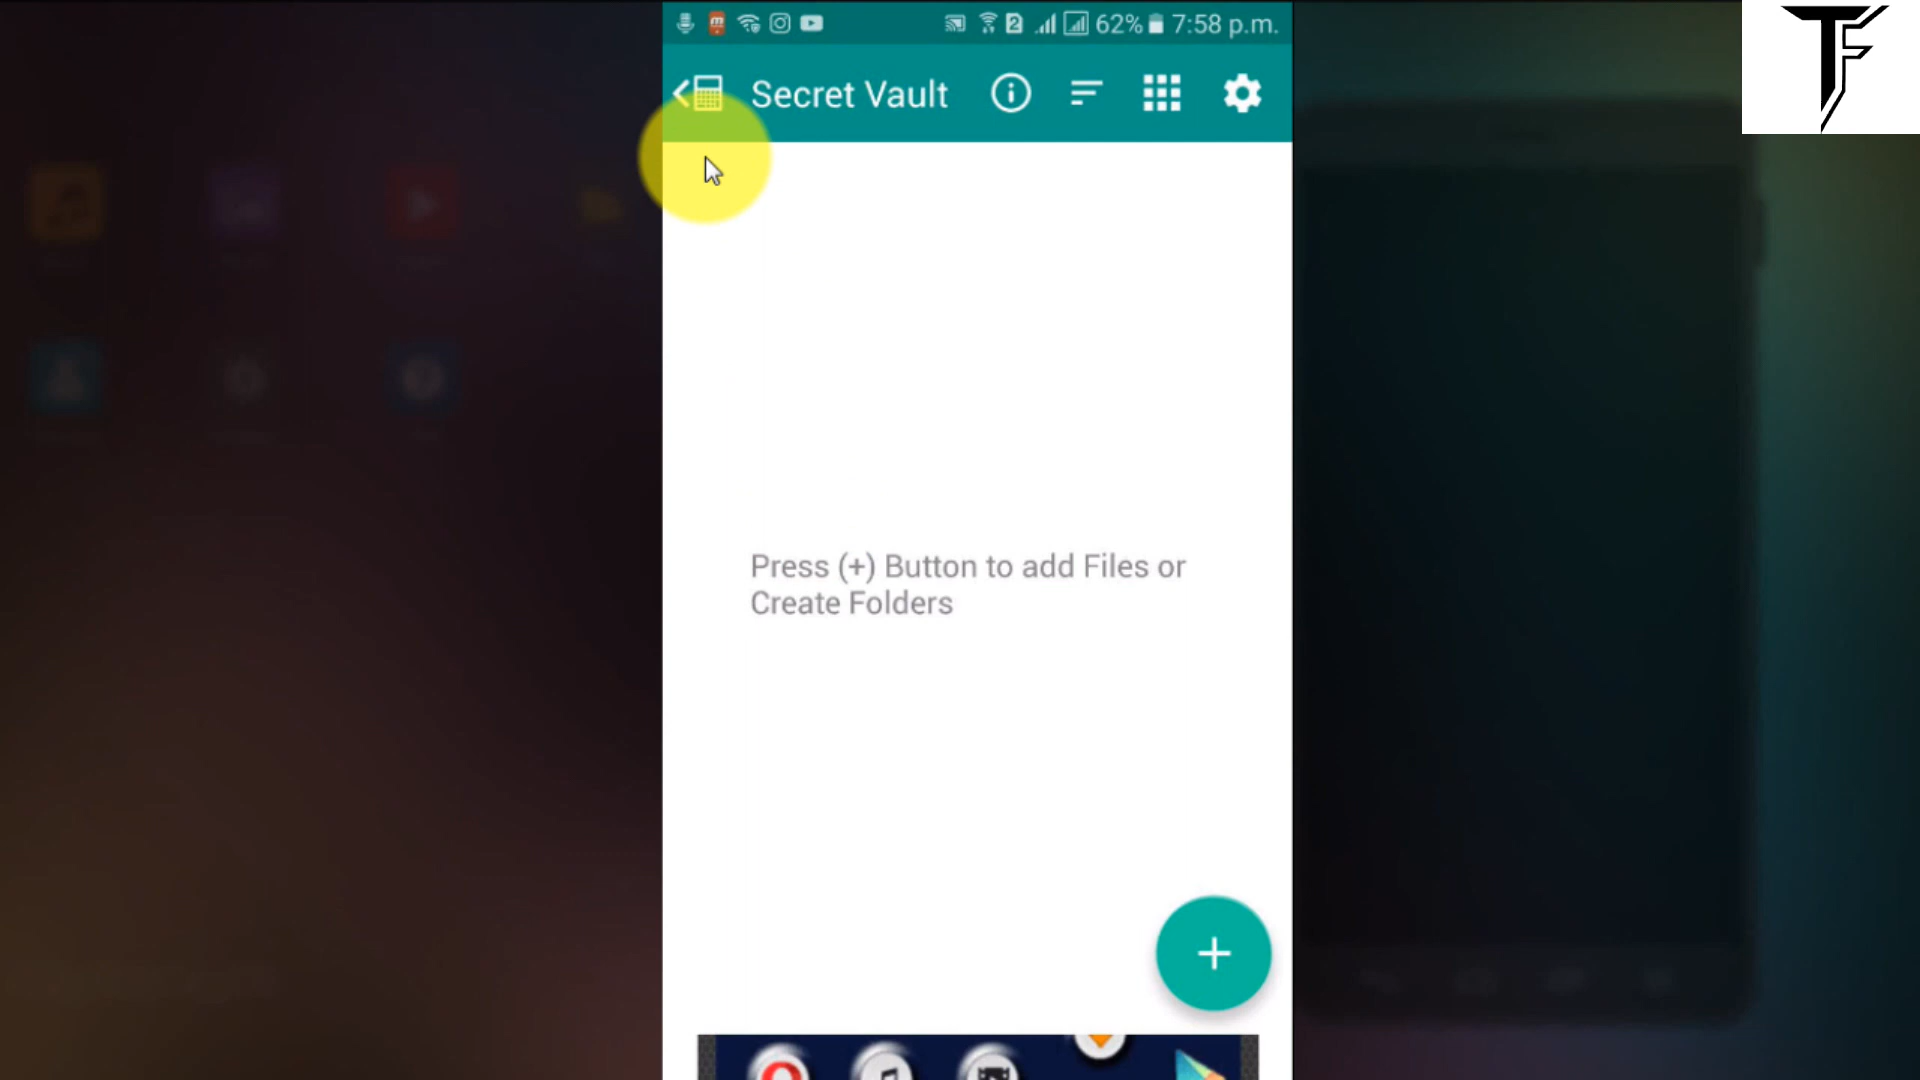 62% 7:58 p.m.
Secret Vault
Press (+) Button to add Files or
Create Folders